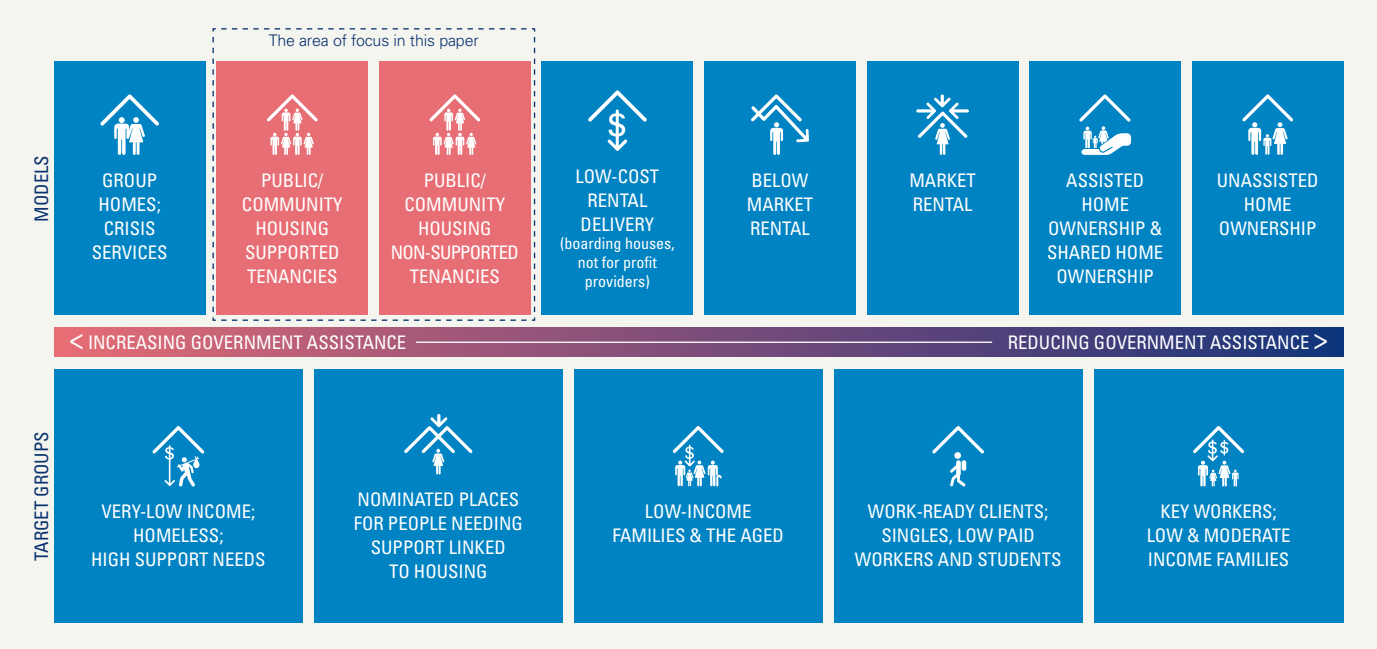 The area of focus in this paper
MODELS
GROUP
HOMES;
CRISIS
SERVICES
PUBLIC/
COMMUNITY
HOUSING
SUPPORTED
TENANCIES
PUBLIC/
COMMUNITY
HOUSING
NON-SUPPORTED
TENANCIES
$
LOW-COST
RENTAL
DELIVERY
(boarding houses,
not for profit
providers)
BELOW
MARKET
RENTAL
MARKET
RENTAL
ASSISTED
HOME
OWNERSHIP &
SHARED HOME
OWNERSHIP
UNASSISTED
HOME
OWNERSHIP
< INCREASING GOVERNMENT ASSISTANCE
REDUCING GOVERNMENT ASSISTANCE >
TARGET GROUPS
$
VERY-LOW INCOME;
HOMELESS;
HIGH SUPPORT NEEDS
NOMINATED PLACES
FOR PEOPLE NEEDING
SUPPORT LINKED
TO HOUSING
$
LOW-INCOME
FAMILIES & THE AGED
WORK-READY CLIENTS;
SINGLES, LOW PAID
WORKERS AND STUDENTS
$$
KEY WORKERS;
LOW & MODERATE
INCOME FAMILIES